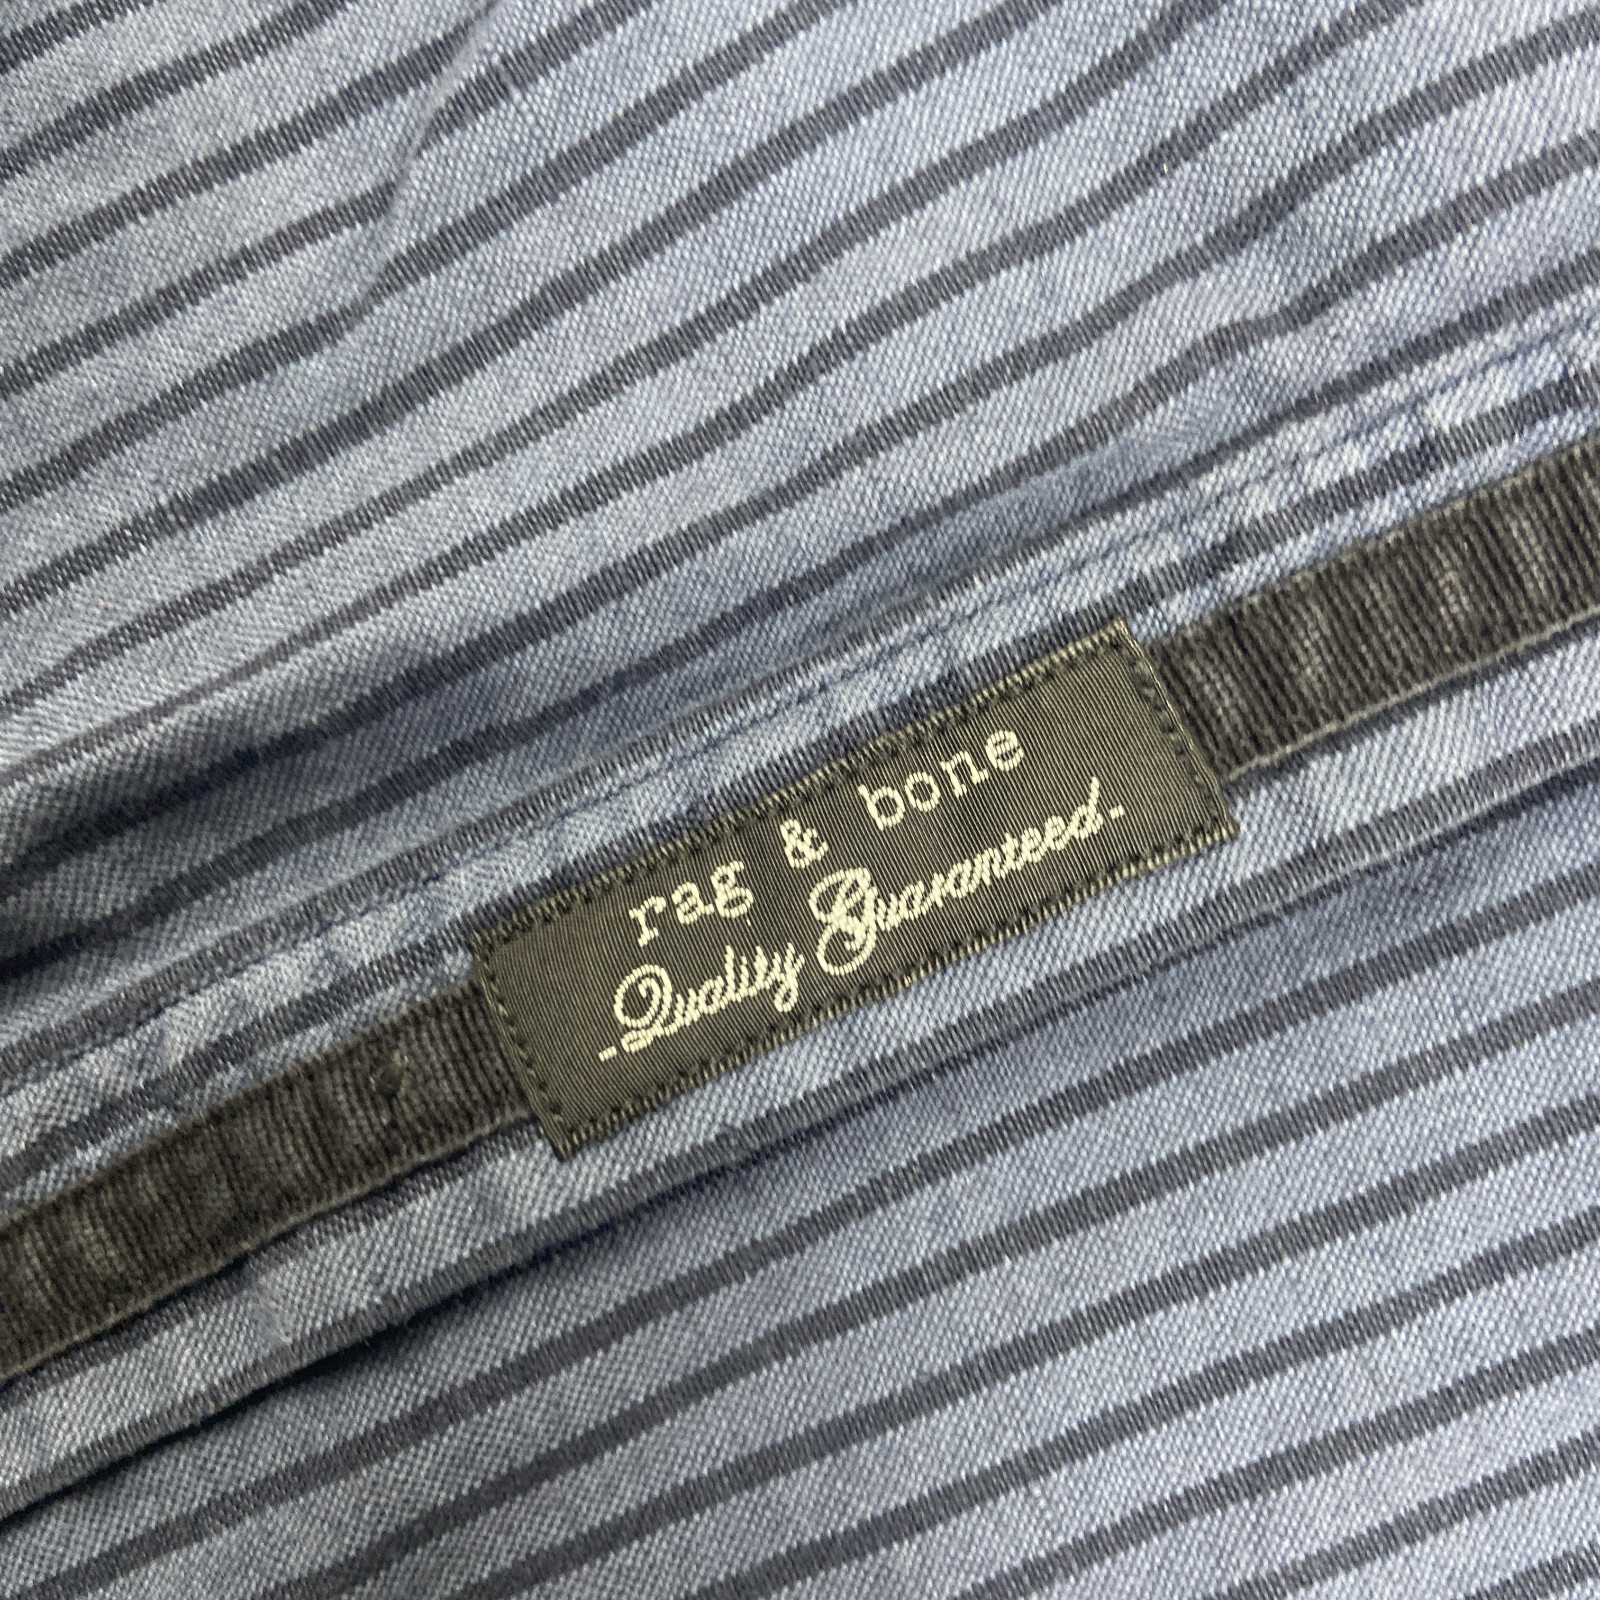 rag & bone
-Quality Guaranteed-